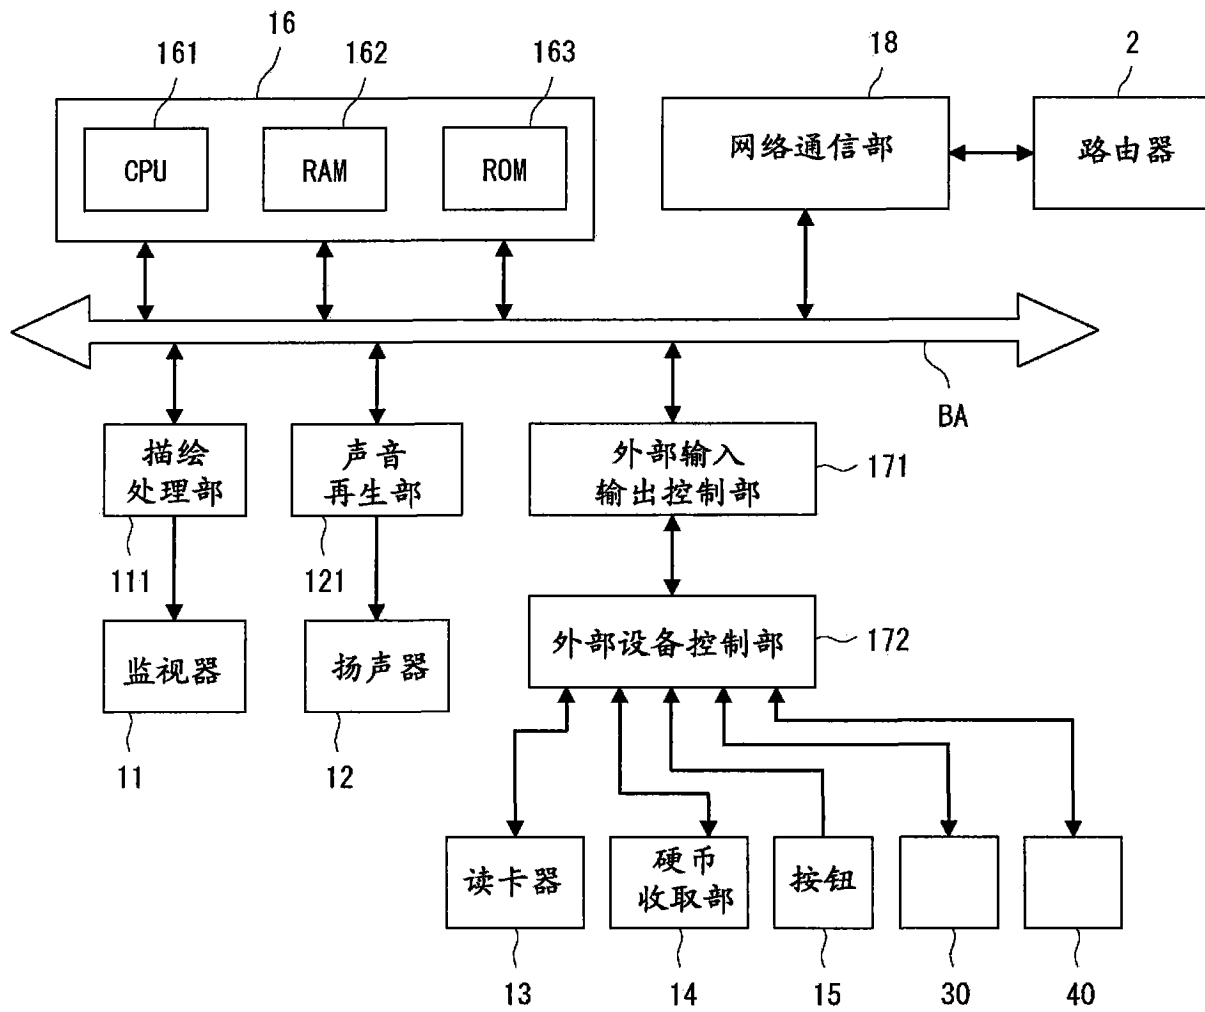 16
161
162
163
18
2
CPU
RAM
ROM
网络通信部
路由器
BA
描绘
处理部
声音
再生部
外部输入
输出控制部
171
111
121
监视器
扬声器
外部设备控制部
172
11
12
读卡器
硬币
收取部
按钮
13
14
15
30
40